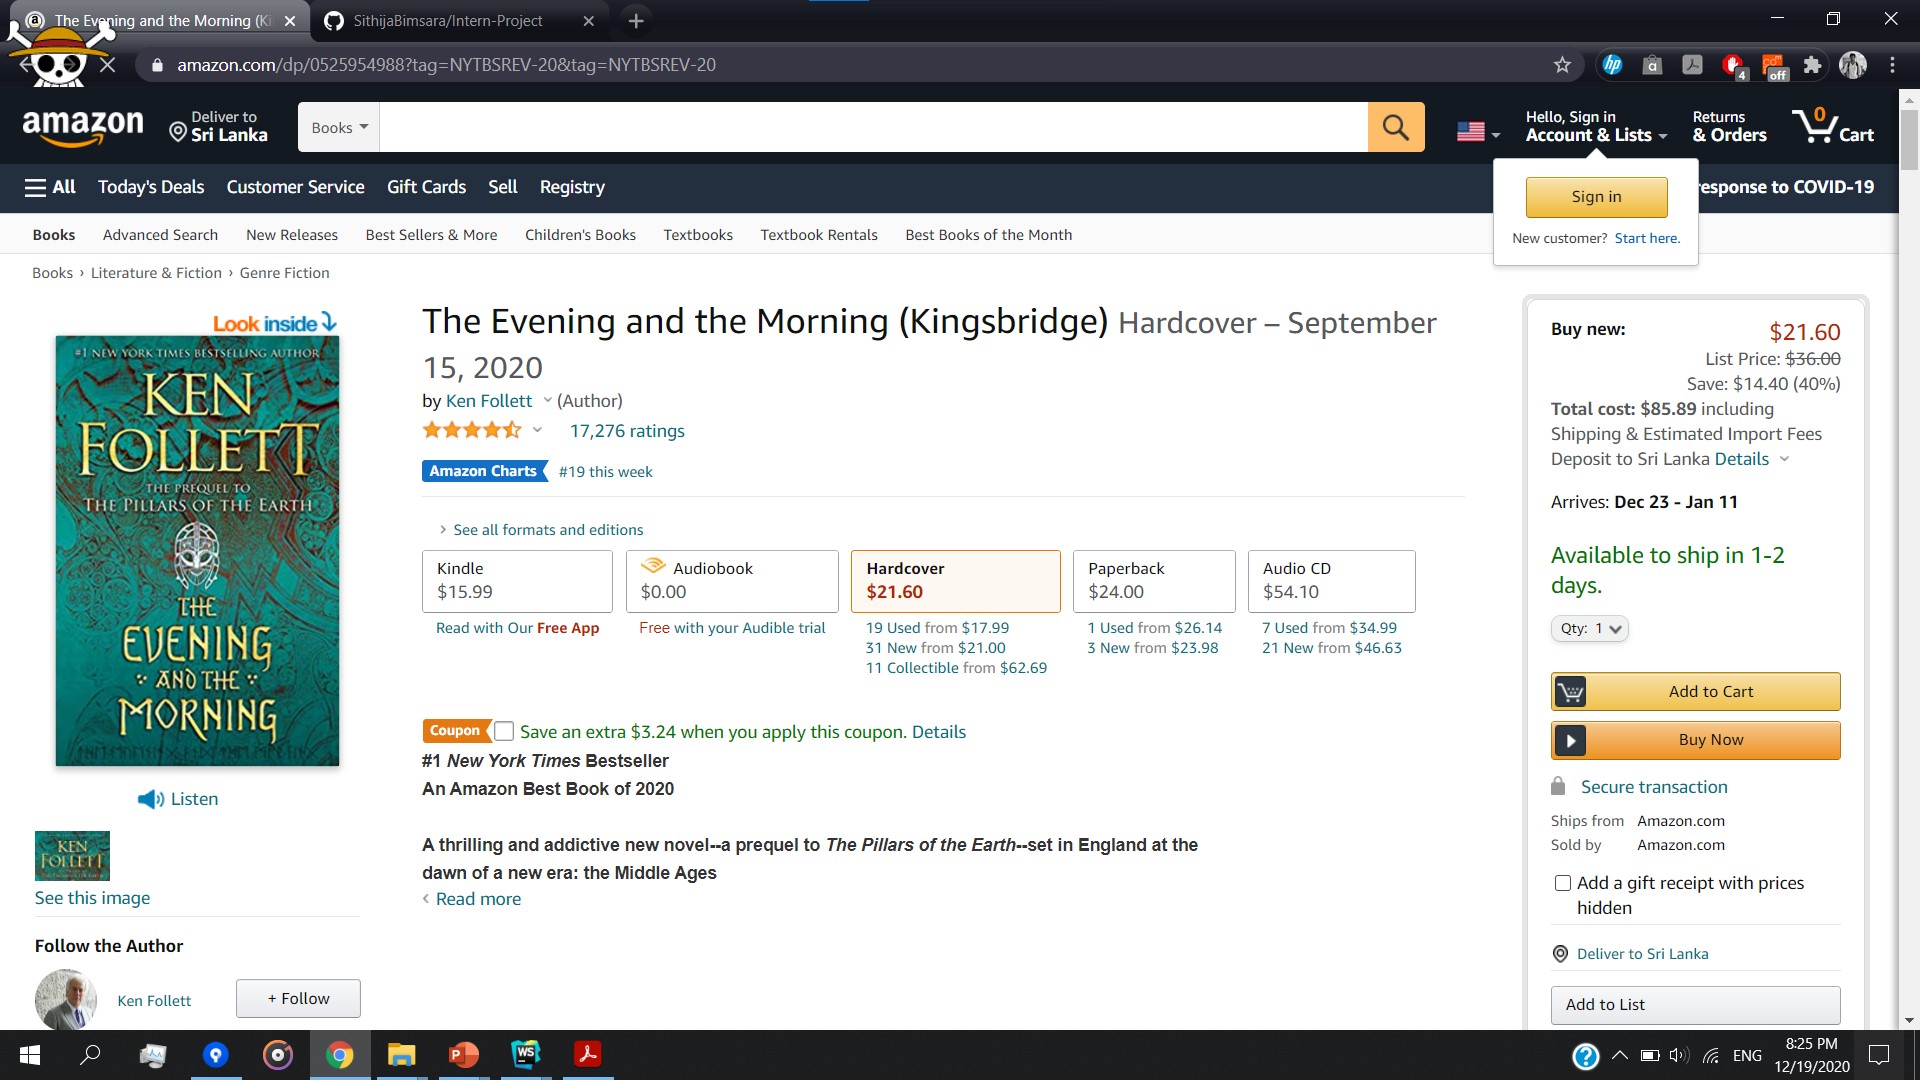 The Evening and the Morning (Ki
SithijaBimsara/Intern-Project
amazon.com/dp/0525954988?tag=NYTBSREV-20&tag=NYTBSREV-20
4
off
amazon
Deliver to
Sri Lanka
Books
Hello, Sign in
Account & Lists
Returns
& Orders
0
Cart
All
Today's Deals
Customer Service
Gift Cards
Sell
Registry
response to COVID-19
Sign in
New customer? Start here.
Books
Advanced Search
New Releases
Best Sellers & More
Children's Books
Textbooks
Textbook Rentals
Best Books of the Month
Books › Literature & Fiction › Genre Fiction
Look inside
#1 NEW YORK TIMES BESTSELLING AUTHOR
KEN
FOLLETT
THE PREQUEL TO
THE PILLARS OF THE EARTH
THE
EVENING
AND THE
MORNING
Listen
KEN
FOLLETT
See this image
Follow the Author
Ken Follett
+ Follow
The Evening and the Morning (Kingsbridge) Hardcover – September
15, 2020
by Ken Follett (Author)
17,276 ratings
Amazon Charts #19 this week
› See all formats and editions
Kindle
$15.99
Read with Our Free App
Audiobook
$0.00
Free with your Audible trial
Hardcover
$21.60
19 Used from $17.99
31 New from $21.00
11 Collectible from $62.69
Paperback
$24.00
1 Used from $26.14
3 New from $23.98
Audio CD
$54.10
7 Used from $34.99
21 New from $46.63
Coupon Save an extra $3.24 when you apply this coupon. Details
#1 New York Times Bestseller
An Amazon Best Book of 2020
A thrilling and addictive new novel--a prequel to The Pillars of the Earth--set in England at the
dawn of a new era: the Middle Ages
‹ Read more
Buy new: $21.60
List Price: $36.00
Save: $14.40 (40%)
Total cost: $85.89 including
Shipping & Estimated Import Fees
Deposit to Sri Lanka Details
Arrives: Dec 23 - Jan 11
Available to ship in 1-2
days.
Qty: 1
Add to Cart
Buy Now
Secure transaction
Ships from Amazon.com
Sold by Amazon.com
Add a gift receipt with prices
hidden
Deliver to Sri Lanka
Add to List
ENG
8:25 PM
12/19/2020